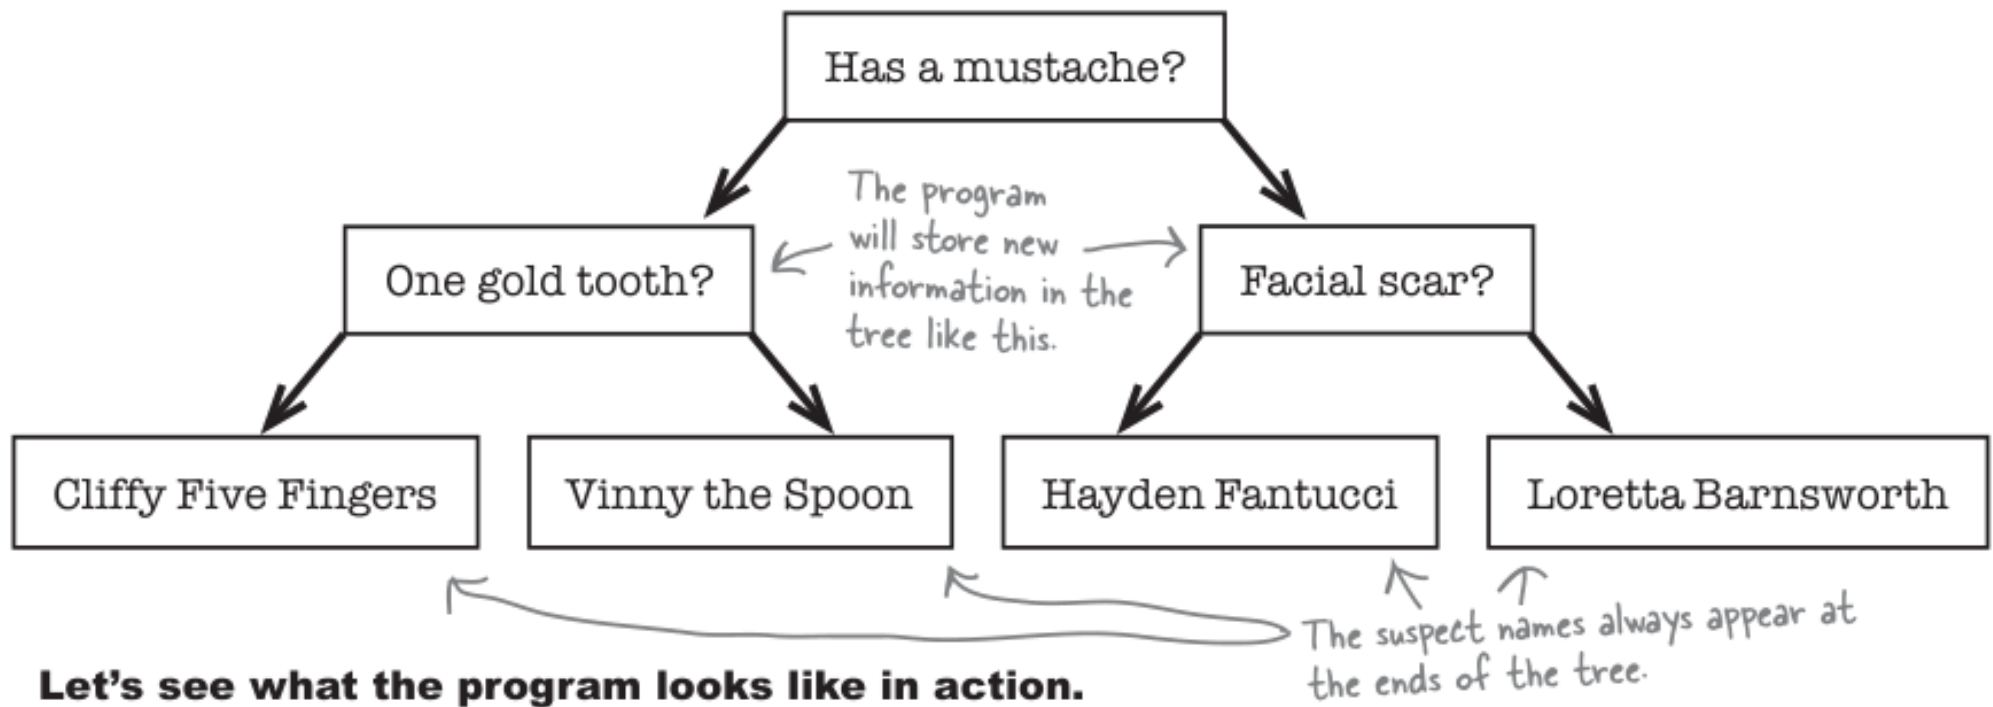 Has a mustache?
The program
will store new
information in the
tree like this.
One gold tooth?
Facial scar?
Cliffy Five Fingers
Vinny the Spoon
Hayden Fantucci
Loretta Barnsworth
The suspect names always appear at
the ends of the tree.
Let's see what the program looks like in action.